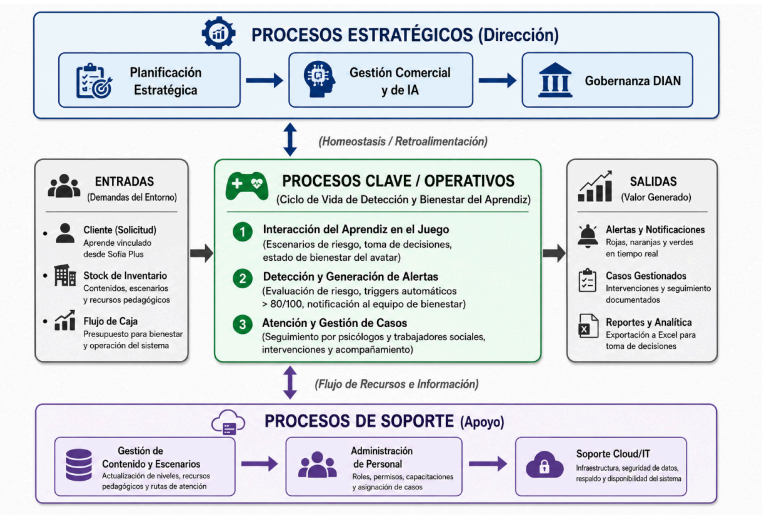 PROCESOS ESTRATÉGICOS (Dirección)
Planificación
Estratégica
Gestión Comercial
y de IA
Gobernanza DIAN
(Homeostasis / Retroalimentación)
ENTRADAS
(Demandas del Entorno)
Cliente (Solicitud)
Aprende vinculado
desde Sofía Plus
Stock de Inventario
Contenidos, escenarios
y recursos pedagógicos
Flujo de Caja
Presupuesto para bienestar
y operación del sistema
PROCESOS CLAVE / OPERATIVOS
(Ciclo de Vida de Detección y Bienestar del Aprendiz)
1 Interacción del Aprendiz en el Juego
(Escenarios de riesgo, toma de decisiones,
estado de bienestar del avatar)
2 Detección y Generación de Alertas
(Evaluación de riesgo, triggers automáticos
> 80/100, notificación al equipo de bienestar)
3 Atención y Gestión de Casos
(Seguimiento por psicólogos y trabajadores sociales,
intervenciones y acompañamiento)
SALIDAS
(Valor Generado)
Alertas y Notificaciones
Rojas, naranjas y verdes
en tiempo real
Casos Gestionados
Intervenciones y seguimiento
documentados
X
Reportes y Analítica
Exportación a Excel para
toma de decisiones
(Flujo de Recursos e Información)
PROCESOS DE SOPORTE (Apoyo)
Gestión de
Contenido y Escenarios
Actualización de niveles, recursos
pedagógicos y rutas de atención
Administración
de Personal
Roles, permisos, capacitaciones
y asignación de casos
Soporte Cloud/IT
Infraestructura, seguridad de datos,
respaldo y disponibilidad del sistema